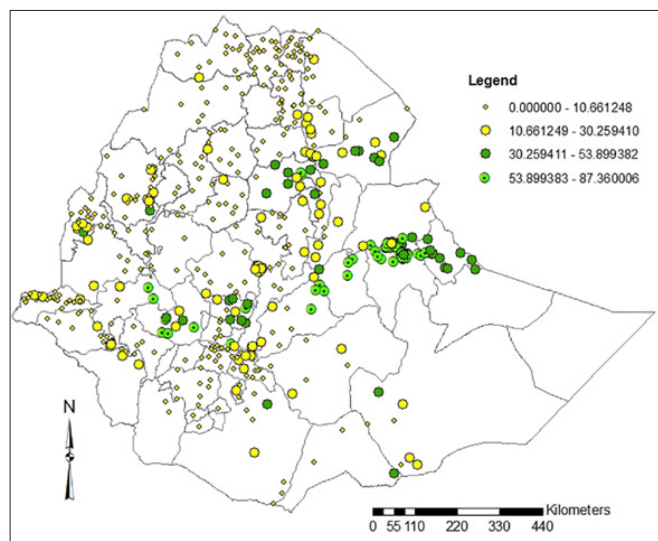 Legend
0.000000 - 10.661248
10.661249 - 30.259410
30.259411 - 53.899382
53.899383 - 87.360006
N
Kilometers
0 55 110 220 330 440